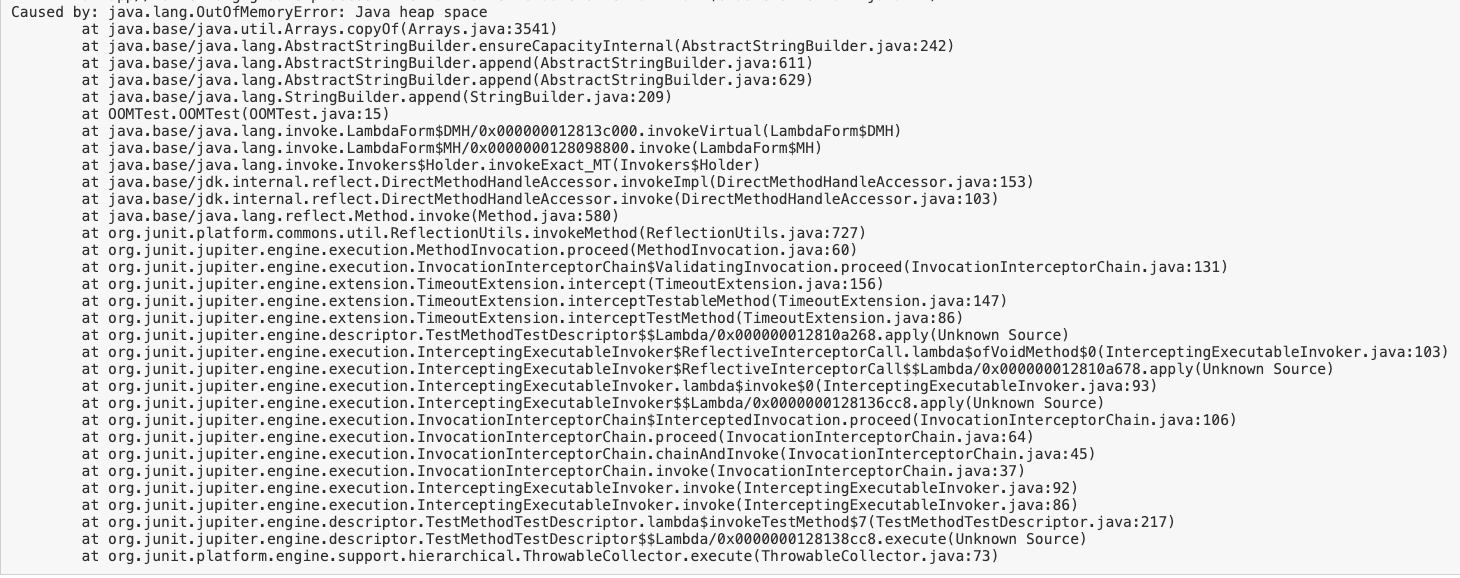 Caused by: java.lang.OutOfMemoryError: Java heap space
at java.base/java.util.Arrays.copyOf(Arrays.java:3541)
at java.base/java.lang.AbstractStringBuilder.ensureCapacityInternal(AbstractStringBuilder.java:242)
at java.base/java.lang.AbstractStringBuilder.append(AbstractStringBuilder.java:611)
at java.base/java.lang.AbstractStringBuilder.append(AbstractStringBuilder.java:629)
at java.base/java.lang.StringBuilder.append(StringBuilder.java:209)
at OOMTest.OOMTest(OOMTest.java:15)
at java.base/java.lang.invoke.LambdaForm$DMH/0x000000012813c000.invokeVirtual(LambdaForm$DMH)
at java.base/java.lang.invoke.LambdaForm$MH/0x0000000128098800.invoke(LambdaForm$MH)
at java.base/java.lang.invoke.Invokers$Holder.invokeExact_MT(Invokers$Holder)
at java.base/jdk.internal.reflect.DirectMethodHandleAccessor.invokeImpl(DirectMethodHandleAccessor.java:153)
at java.base/jdk.internal.reflect.DirectMethodHandleAccessor.invoke(DirectMethodHandleAccessor.java:103)
at java.base/java.lang.reflect.Method.invoke(Method.java:580)
at org.junit.platform.commons.util.ReflectionUtils.invokeMethod(ReflectionUtils.java:727)
at org.junit.jupiter.engine.execution.MethodInvocation.proceed(MethodInvocation.java:60)
at org.junit.jupiter.engine.execution.InvocationInterceptorChain$ValidatingInvocation.proceed(InvocationInterceptorChain.java:131)
at org.junit.jupiter.engine.extension.TimeoutExtension.intercept(TimeoutExtension.java:156)
at org.junit.jupiter.engine.extension.TimeoutExtension.interceptTestableMethod(TimeoutExtension.java:147)
at org.junit.jupiter.engine.extension.TimeoutExtension.interceptTestMethod(TimeoutExtension.java:86)
at org.junit.jupiter.engine.descriptor.TestMethodTestDescriptor$$Lambda/0x000000012810a268.apply(Unknown Source)
at org.junit.jupiter.engine.execution.InterceptingExecutableInvoker$ReflectiveInterceptorCall.lambda$ofVoidMethod$0(InterceptingExecutableInvoker.java:103)
at org.junit.jupiter.engine.execution.InterceptingExecutableInvoker$ReflectiveInterceptorCall$$Lambda/0x000000012810a678.apply(Unknown Source)
at org.junit.jupiter.engine.execution.InterceptingExecutableInvoker.lambda$invoke$0(InterceptingExecutableInvoker.java:93)
at org.junit.jupiter.engine.execution.InterceptingExecutableInvoker$$Lambda/0x0000000128136cc8.apply(Unknown Source)
at org.junit.jupiter.engine.execution.InvocationInterceptorChain$InterceptedInvocation.proceed(InvocationInterceptorChain.java:106)
at org.junit.jupiter.engine.execution.InvocationInterceptorChain.proceed(InvocationInterceptorChain.java:64)
at org.junit.jupiter.engine.execution.InvocationInterceptorChain.chainAndInvoke(InvocationInterceptorChain.java:45)
at org.junit.jupiter.engine.execution.InvocationInterceptorChain.invoke(InvocationInterceptorChain.java:37)
at org.junit.jupiter.engine.execution.InterceptingExecutableInvoker.invoke(InterceptingExecutableInvoker.java:92)
at org.junit.jupiter.engine.execution.InterceptingExecutableInvoker.invoke(InterceptingExecutableInvoker.java:86)
at org.junit.jupiter.engine.descriptor.TestMethodTestDescriptor.lambda$invokeTestMethod$7(TestMethodTestDescriptor.java:217)
at org.junit.jupiter.engine.descriptor.TestMethodTestDescriptor$$Lambda/0x0000000128138cc8.execute(Unknown Source)
at org.junit.platform.engine.support.hierarchical.ThrowableCollector.execute(ThrowableCollector.java:73)